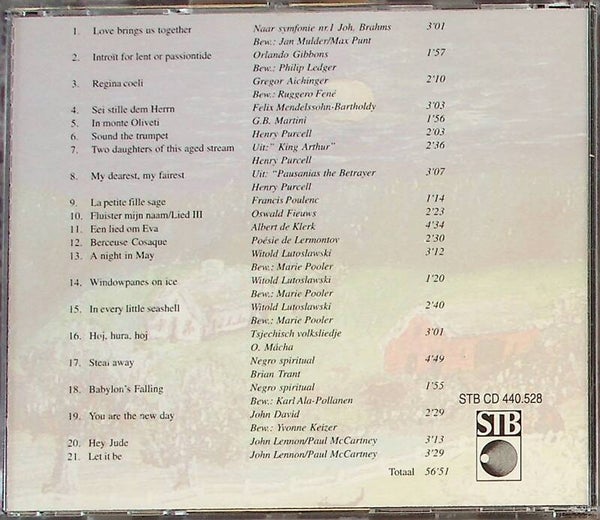 1. Love brings us together Naar symfonie nr.1 Joh. Brahms 3'01
Bew.: Jan Mulder/Max Punt
2. Introit for lent or passiontide Orlando Gibbons 1'57
Bew.: Philip Ledger
3. Regina coeli Gregor Aichinger 2'10
Bew.: Ruggero Fené
4. Sei stille dem Herrn Felix Mendelssohn-Bartholdy 3'03
5. In monte Oliveti G.B. Martini 1'56
6. Sound the trumpet Henry Purcell 2'03
7. Two daughters of this aged stream Uit:" King Arthur" 2'36
Henry Purcell
8. My dearest, my fairest Uit: "Pausanias the Betrayer 3'07
Henry Purcell
9. La petite fille sage Francis Poulenc 1'14
10. Fluister mijn naam/Lied III Oswald Fieuws 2'23
11. Een lied om Eva Albert de Klerk 4'34
12. Berceuse Cosaque Poésie de Lermontov 2'30
13. A night in May Witold Lutoslawski 3'12
Bew.: Marie Pooler
14. Windowpanes on ice Witold Lutoslawski 1'20
Bew.: Marie Pooler
15. In every little seashell Witold Lutoslawski 2'40
Bew.: Marie Pooler
16. Hoj, hura, hoj Tsjechisch volksliedje 3'01
O. Mácha
17. Steal away Negro spiritual 4'49
Brian Trant
18. Babylon's Falling Negro spiritual 1'55
Bew.: Karl Ala-Pollanen
19. You are the new day John David 2'29
Bew.: Yvonne Keizer
20. Hey Jude John Lennon/Paul McCartney 3'13
21. Let it be John Lennon/Paul McCartney 3'29
Totaal 56'51
STB CD 440.528
STB